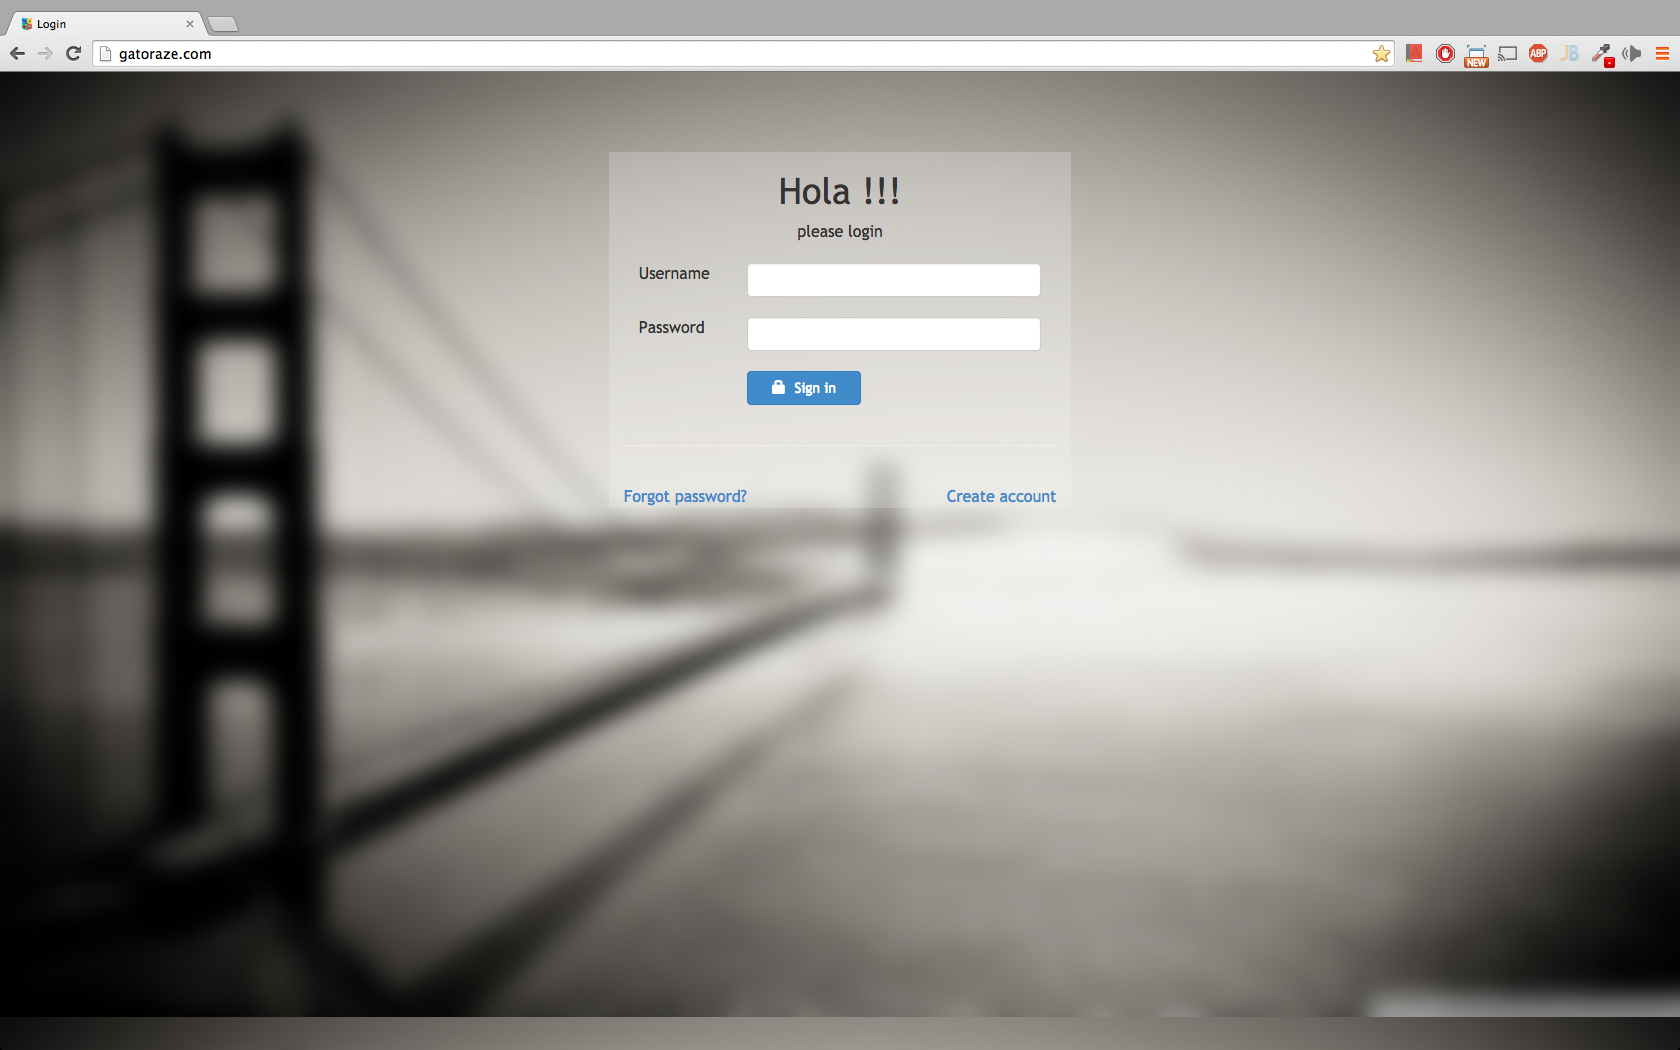 Login
gatoraze.com
NEW
ABP
JB
Hola !!!
please login
Username
Password
Sign in
Forgot password?
Create account